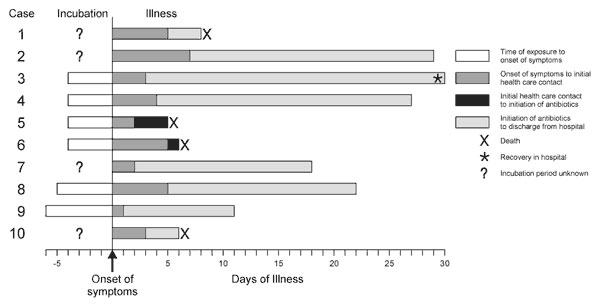 Case Incubation Illness
1 ? X
2 ?
3 *
4
5 X
6 X
7 ?
8
9
10 ? X
-5 0 5 10 15 20 25 30
Onset of
symptoms
Days of Illness
Time of exposure to
onset of symptoms
Onset of symptoms to initial
health care contact
Initial health care contact
to initiation of antibiotics
Initiation of antibiotics
to discharge from hospital
X Death
* Recovery in hospital
? Incubation period unknown